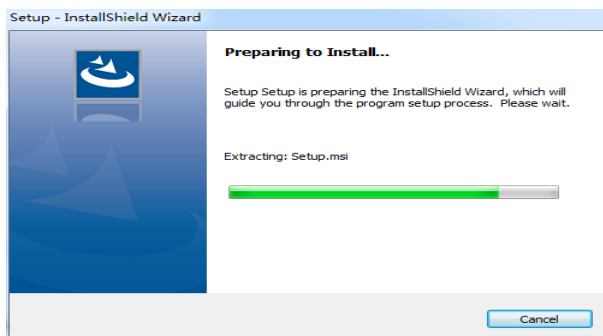 Setup - InstallShield Wizard
Preparing to Install...
Setup Setup is preparing the InstallShield Wizard, which will
guide you through the program setup process.  Please wait.
Extracting: Setup.msi
Cancel